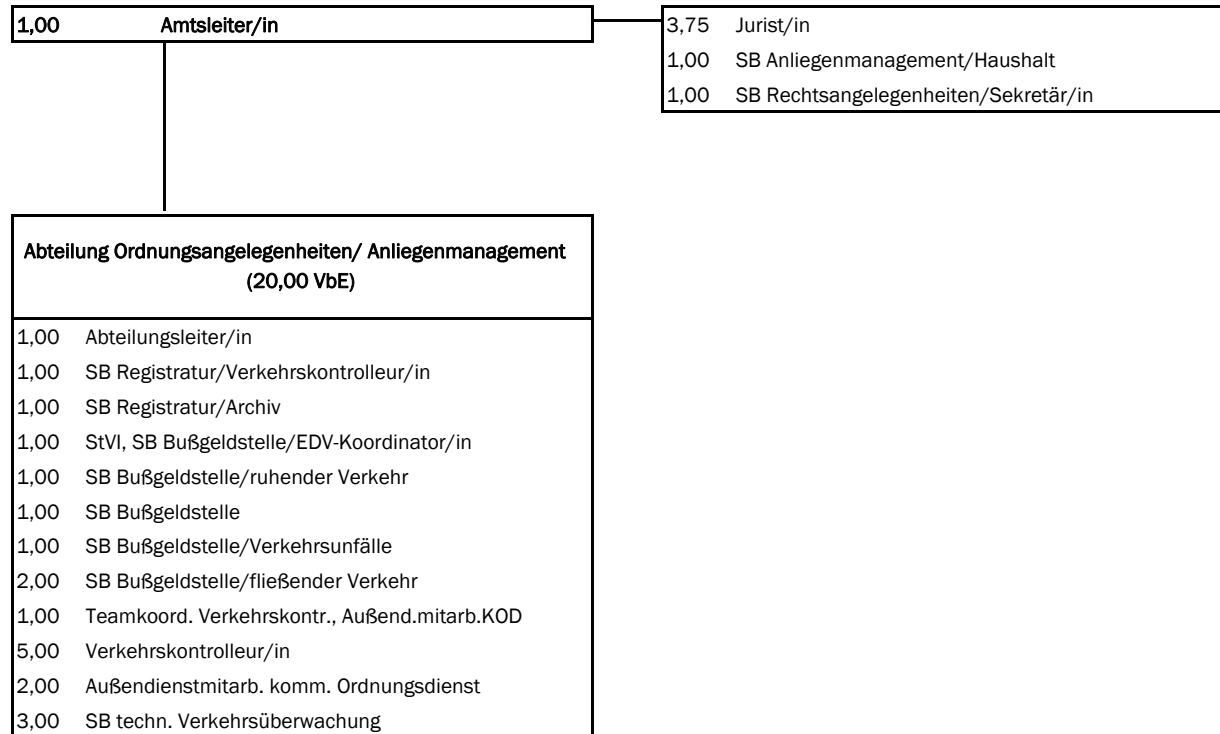 1,00 Amtsleiter/in
3,75 Jurist/in
1,00 SB Anliegenmanagement/Haushalt
1,00 SB Rechtsangelegenheiten/Sekretär/in
Abteilung Ordnungsangelegenheiten/ Anliegenmanagement
(20,00 VbE)
1,00 Abteilungsleiter/in
1,00 SB Registratur/Verkehrskontrolleur/in
1,00 SB Registratur/Archiv
1,00 StVl, SB Bußgeldstelle/EDV-Koordinator/in
1,00 SB Bußgeldstelle/ruhender Verkehr
1,00 SB Bußgeldstelle
1,00 SB Bußgeldstelle/Verkehrsunfälle
2,00 SB Bußgeldstelle/fließender Verkehr
1,00 Teamkoord. Verkehrskontr., Außend.mitarb.KOD
5,00 Verkehrskontrolleur/in
2,00 Außendienstmitarb. komm. Ordnungsdienst
3,00 SB techn. Verkehrsüberwachung